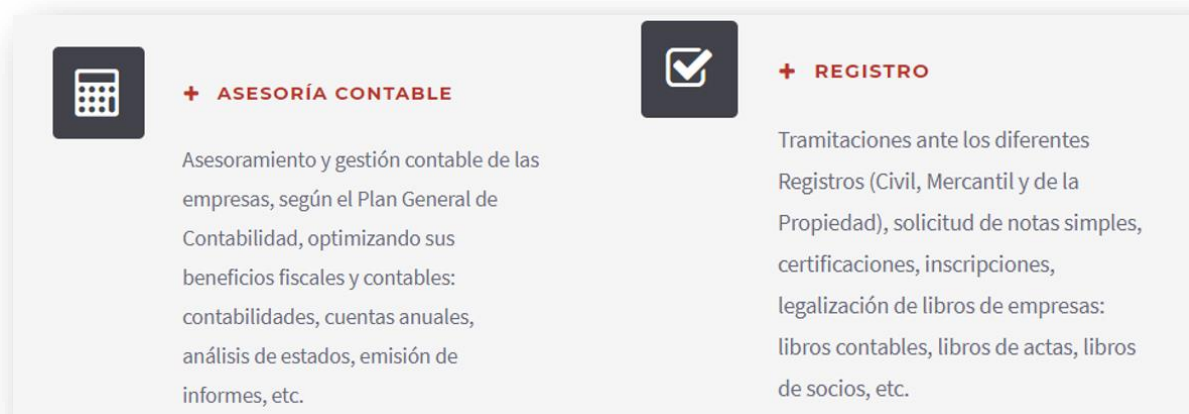 + ASESORÍA CONTABLE
Asesoramiento y gestión contable de las
empresas, según el Plan General de
Contabilidad, optimizando sus
beneficios fiscales y contables:
contabilidades, cuentas anuales,
análisis de estados, emisión de
informes, etc.
+ REGISTRO
Tramitaciones ante los diferentes
Registros (Civil, Mercantil y de la
Propiedad), solicitud de notas simples,
certificaciones, inscripciones,
legalización de libros de empresas:
libros contables, libros de actas, libros
de socios, etc.